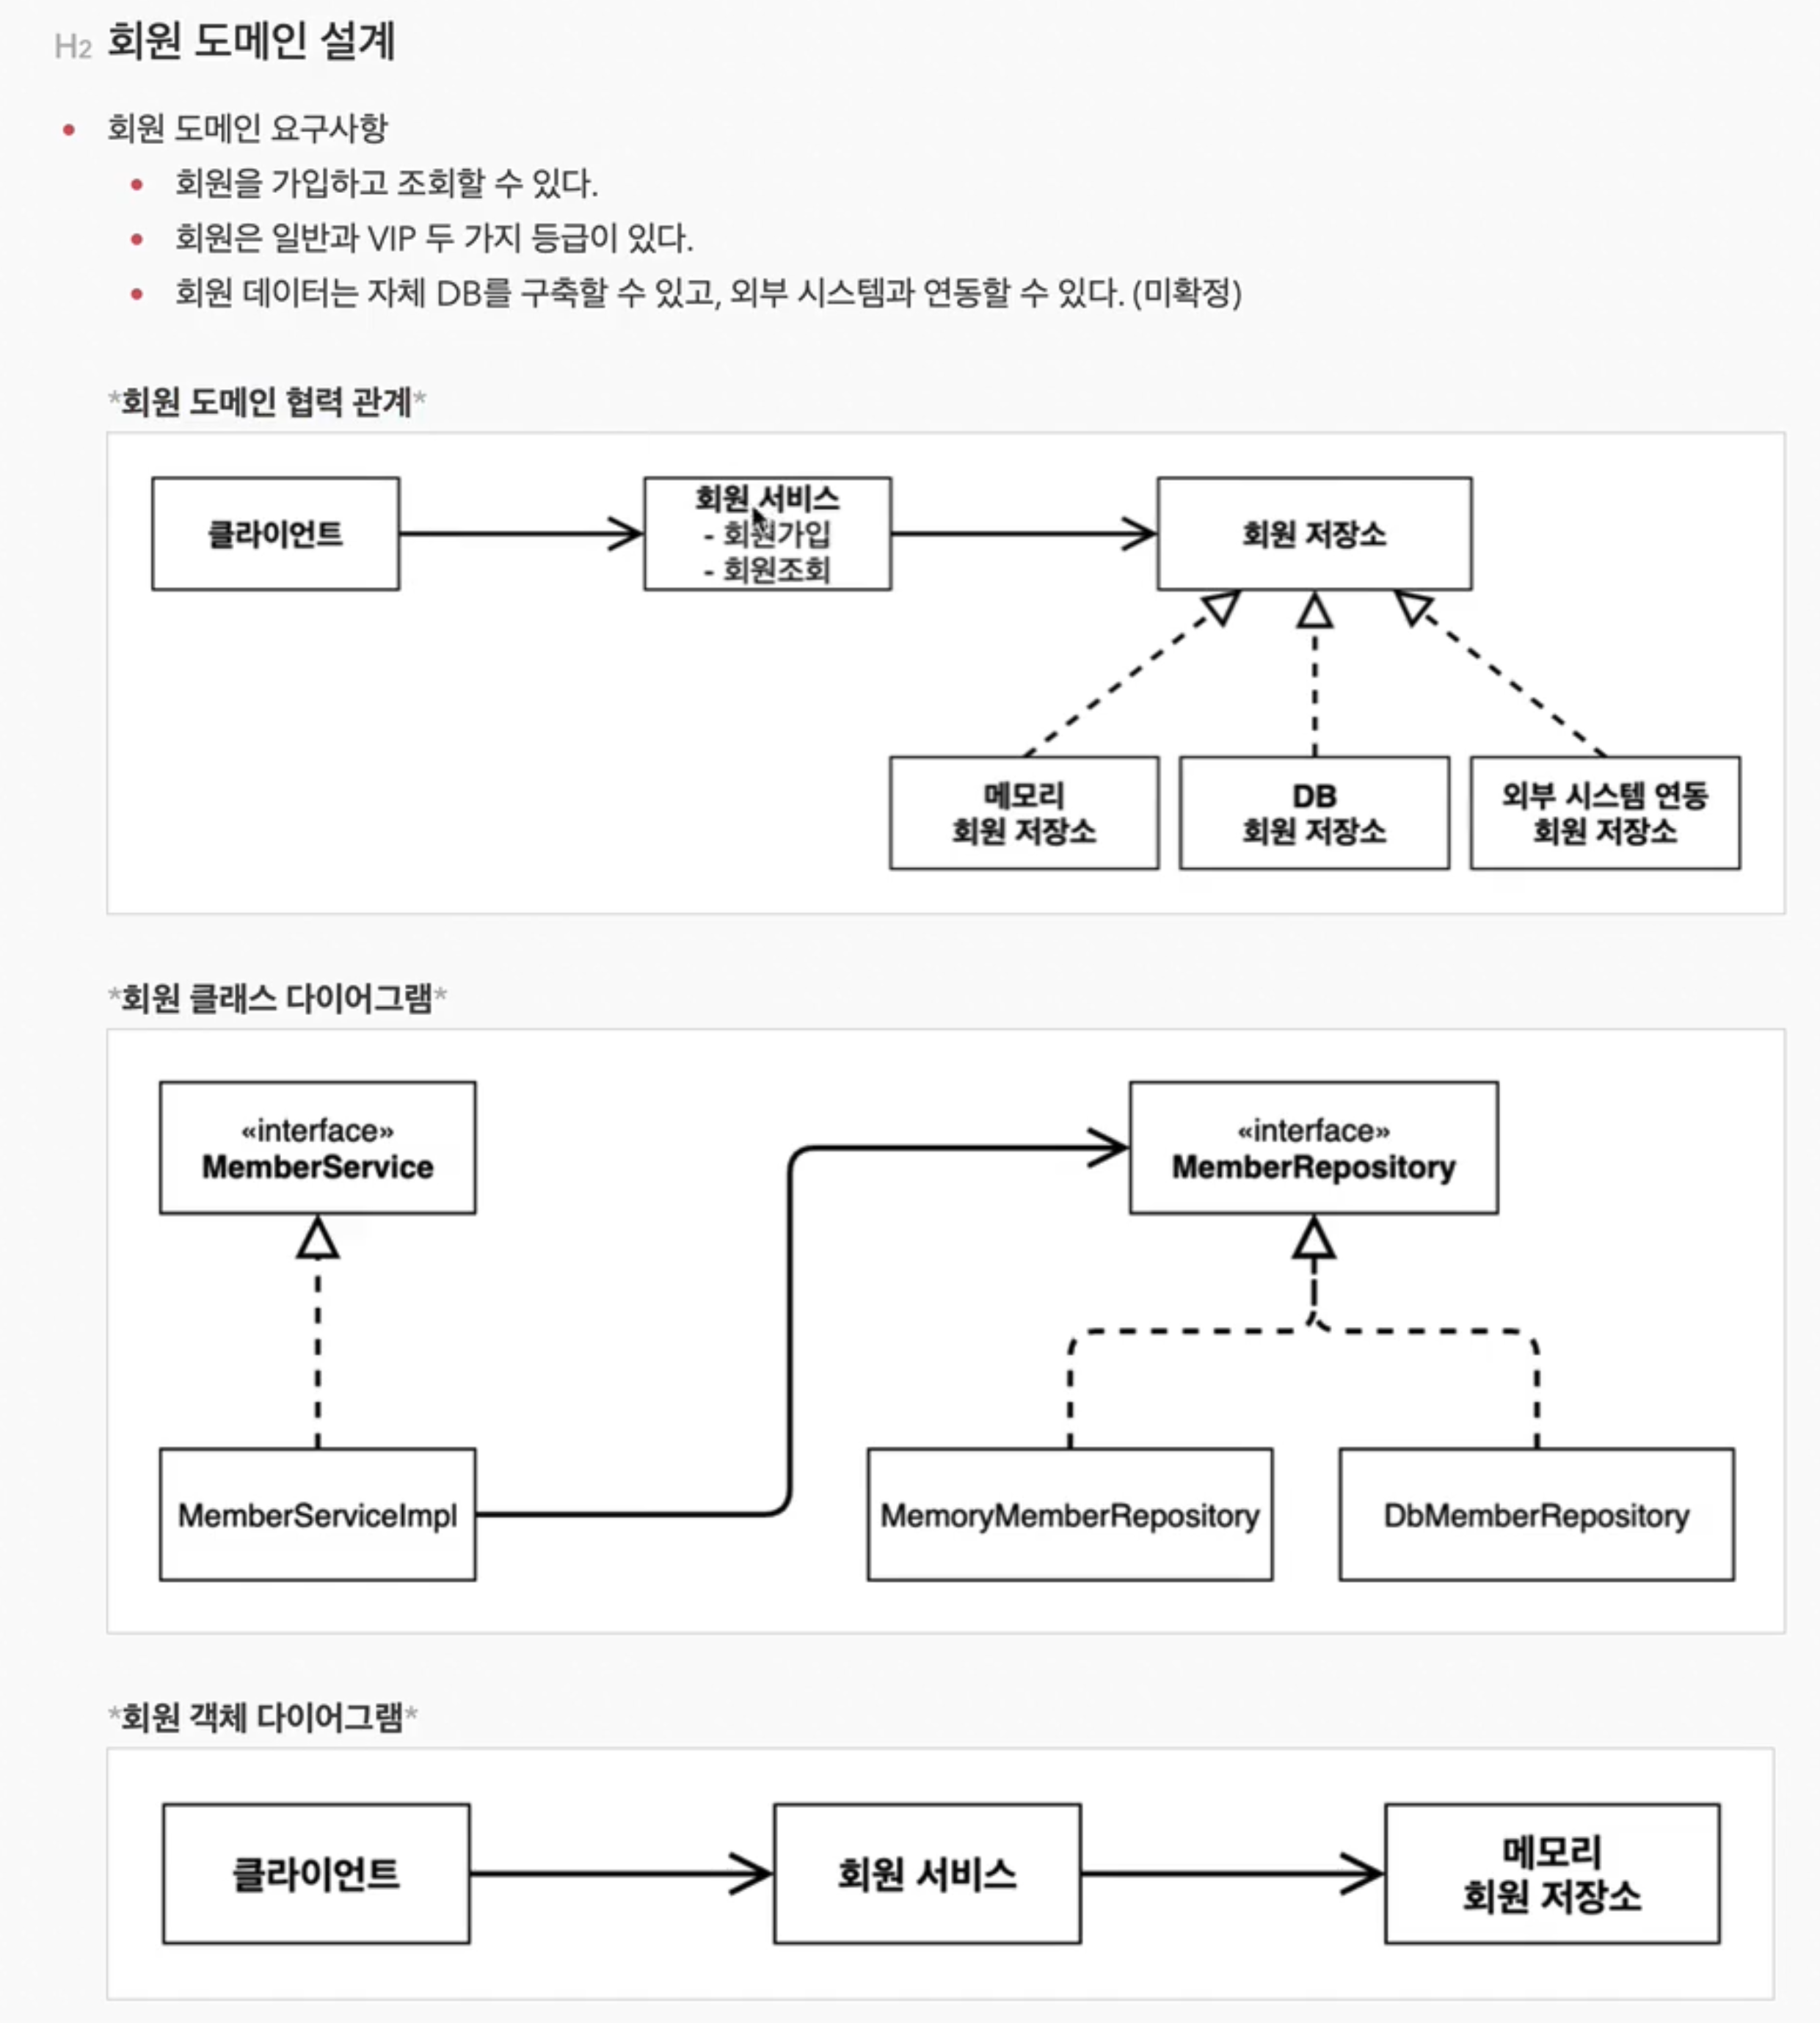 H2 회원 도메인 설계
회원 도메인 요구사항
회원을 가입하고 조회할 수 있다.
회원은 일반과 VIP 두 가지 등급이 있다.
회원 데이터는 자체 DB를 구축할 수 있고, 외부 시스템과 연동할 수 있다. (미확정)
*회원 도메인 협력 관계*
클라이언트
회원 서비스
- 회원가입
- 회원조회
회원 저장소
메모리
회원 저장소
DB
회원 저장소
외부 시스템 연동
회원 저장소
*회원 클래스 다이어그램*
«interface»
MemberService
«interface»
MemberRepository
MemberServiceImpl
MemoryMemberRepository
DbMemberRepository
*회원 객체 다이어그램*
클라이언트
회원 서비스
메모리
회원 저장소